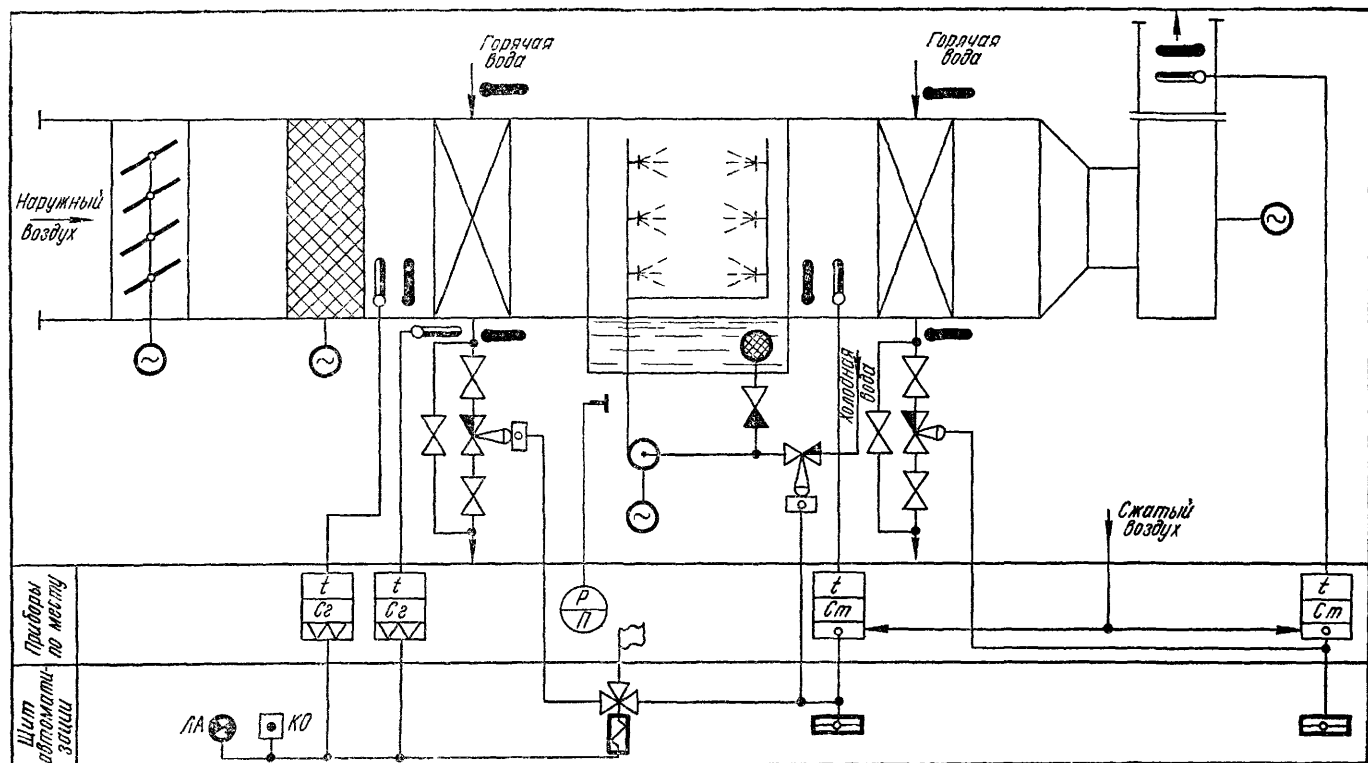 Горячая
вода
Горячая
вода
Наружный
воздух
Холодная
вода
Сжатый
воздух
Приборы
по месту
t
Сг
t
Сг
Р
П
t
Ст
t
Ст
Щит
автомати-
зации
ЛА
КО